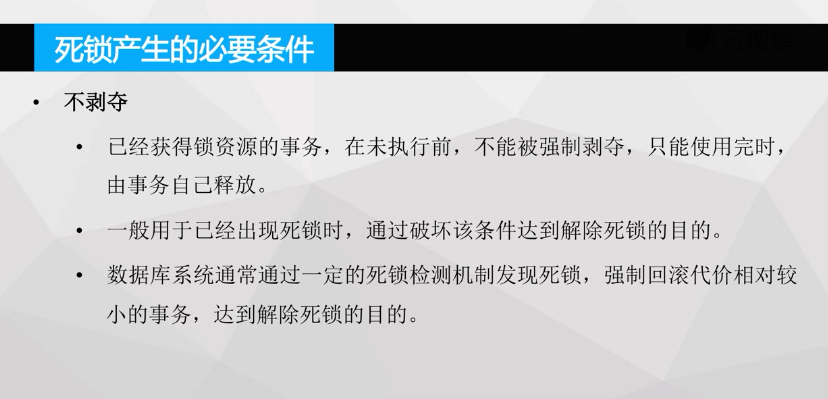 死锁产生的必要条件
• 不剥夺
• 已经获得锁资源的事务，在未执行前，不能被强制剥夺，只能使用完时，
由事务自己释放。
• 一般用于已经出现死锁时，通过破坏该条件达到解除死锁的目的。
• 数据库系统通常通过一定的死锁检测机制发现死锁，强制回滚代价相对较
小的事务，达到解除死锁的目的。